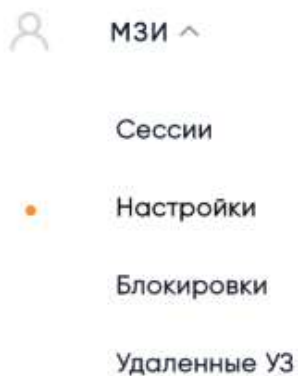 МЗИ
Сессии
Настройки
Блокировки
Удаленные УЗ